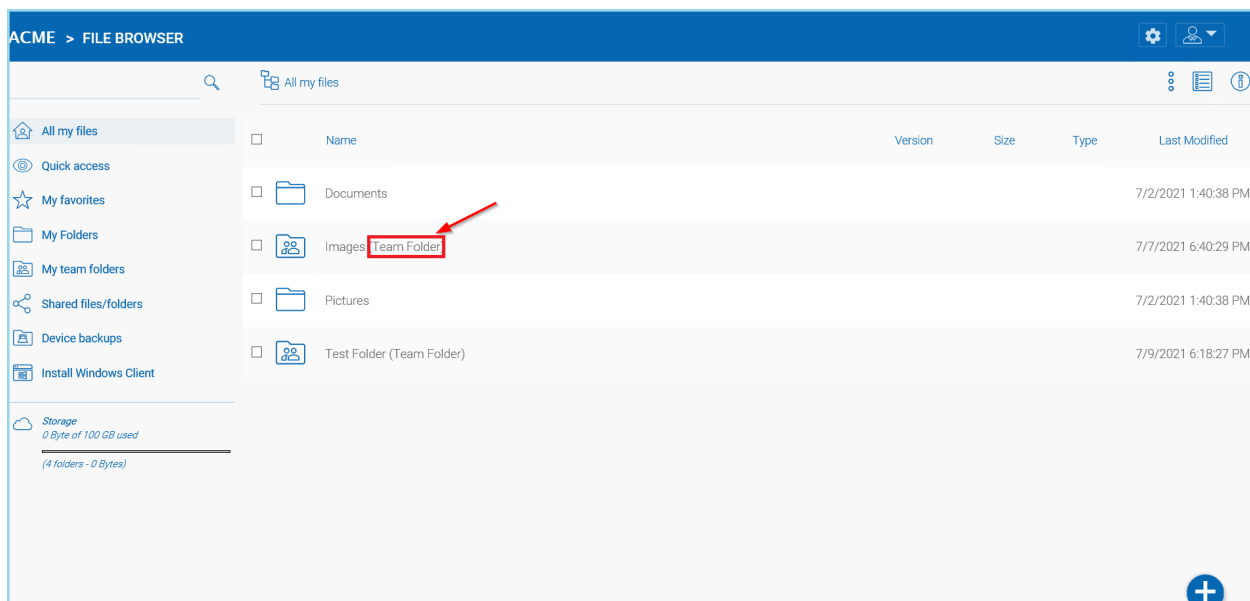 ACME > FILE BROWSER
All my files
All my files
Quick access
My favorites
My Folders
My team folders
Shared files/folders
Device backups
Install Windows Client
Storage
0 Byte of 100 GB used
(4 folders - 0 Bytes)
Name Version Size Type Last Modified
Documents 7/2/2021 1:40:38 PM
Images (Team Folder) 7/7/2021 6:40:29 PM
Pictures 7/2/2021 1:40:38 PM
Test Folder (Team Folder) 7/9/2021 6:18:27 PM